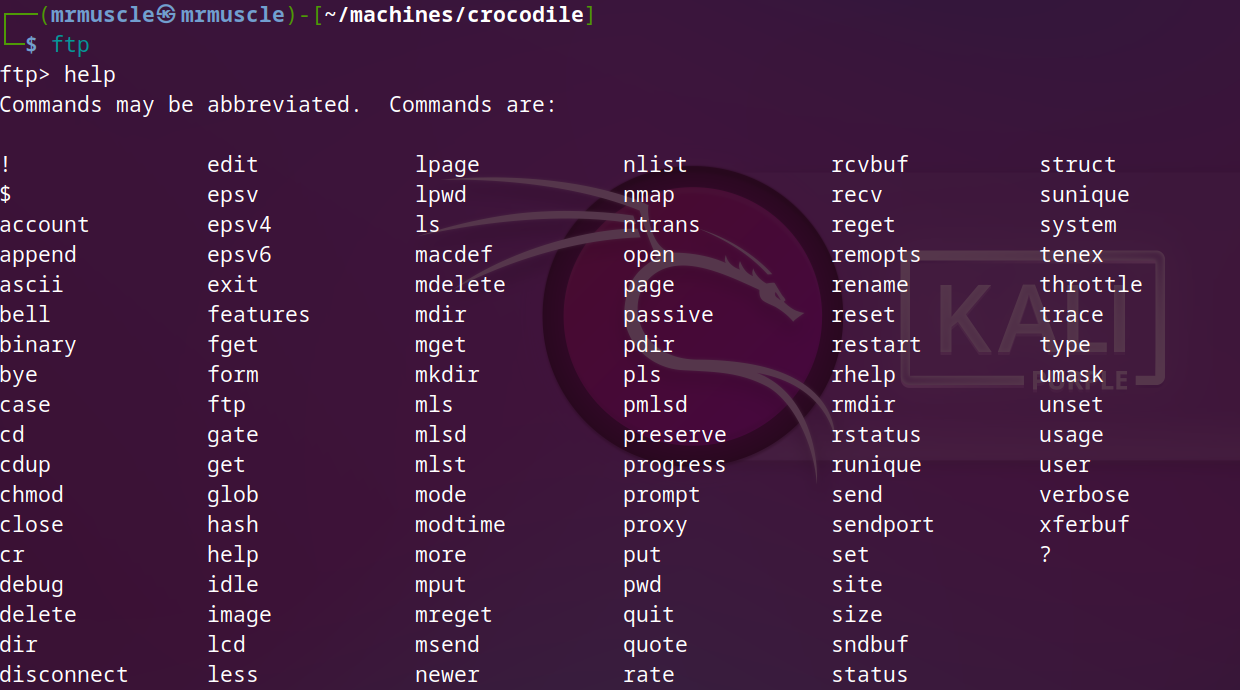 ┌──(mrmuscle㉿mrmuscle)-[~/machines/crocodile]
└─$ ftp
ftp> help
Commands may be abbreviated.  Commands are:

!		edit		lpage		nlist		rcvbuf		struct
$		epsv		lpwd		nmap		recv		sunique
account		epsv4		ls		ntrans		reget		system
append		epsv6		macdef		open		remopts		tenex
ascii		exit		mdelete		page		rename		throttle
bell		features	mdir		passive		reset		trace
binary		fget		mget		pdir		restart		type
bye		form		mkdir		pls		rhelp		umask
case		ftp		mls		pmlsd		rmdir		unset
cd		gate		mlsd		preserve	rstatus		usage
cdup		get		mlst		progress	runique		user
chmod		glob		mode		prompt		send		verbose
close		hash		modtime		proxy		sendport	xferbuf
cr		help		more		put		set		?
debug		idle		mput		pwd		site
delete		image		mreget		quit		size
dir		lcd		msend		quote		sndbuf
disconnect	less		newer		rate		status
KALI
PURPLE